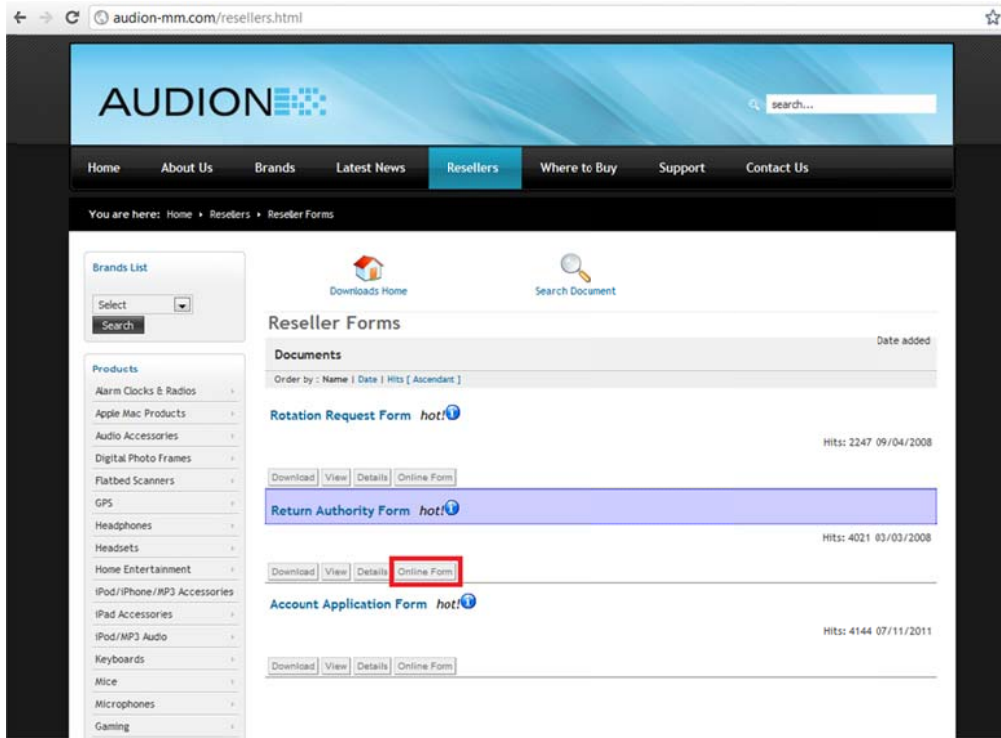 audion-mm.com/resellers.html
AUDION
search...
Home About Us Brands Latest News Resellers Where to Buy Support Contact Us
You are here: Home Resellers Reseller Forms
Brands List
Select
Search
Products
Alarm Clocks & Radios
Apple Mac Products
Audio Accessories
Digital Photo Frames
Flatbed Scanners
GPS
Headphones
Headsets
Home Entertainment
iPod/iPhone/MP3 Accessories
iPad Accessories
iPod/MP3 Audio
Keyboards
Mice
Microphones
Gaming
Downloads Home Search Document
Reseller Forms
Date added
Documents
Order by : Name | Date | Hits [ Ascendant ]
Rotation Request Form hot!
Hits: 2247 09/04/2008
Download View Details Online Form
Return Authority Form hot!
Hits: 4021 03/03/2008
Download View Details Online Form
Account Application Form hot!
Hits: 4144 07/11/2011
Download View Details Online Form